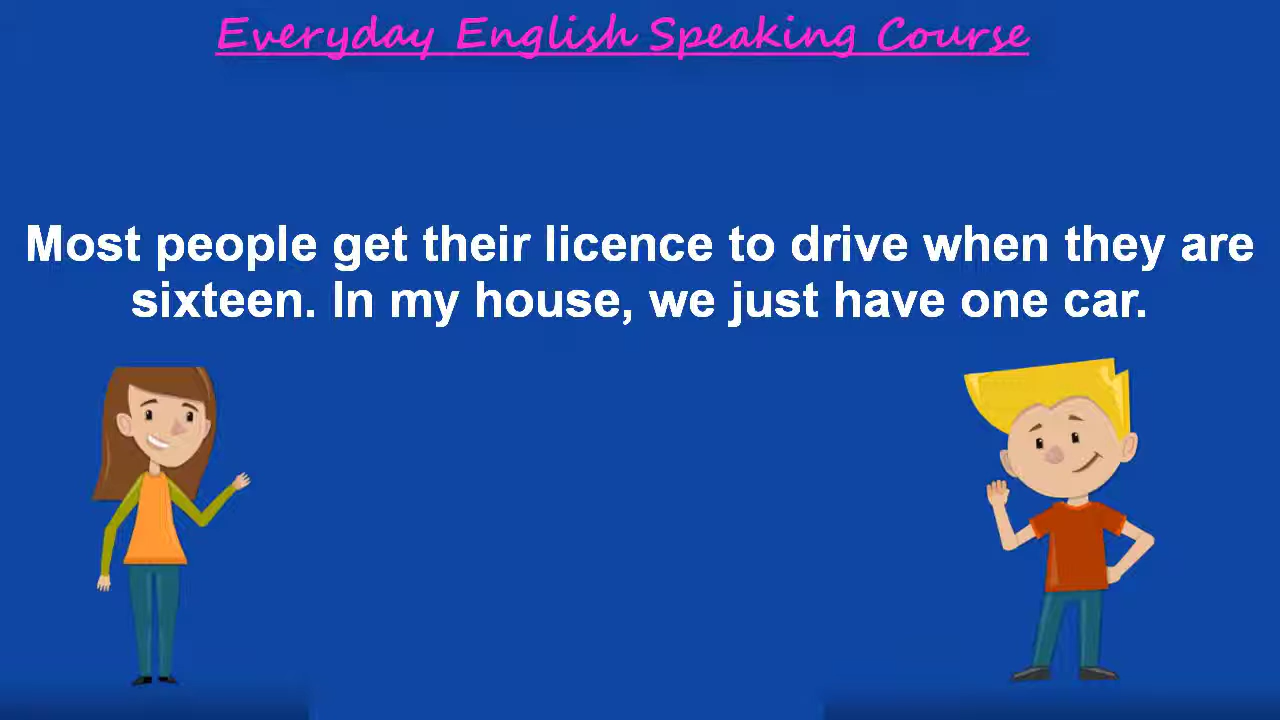 Everyday English Speaking Course
Most people get their licence to drive when they are
sixteen. In my house, we just have one car.